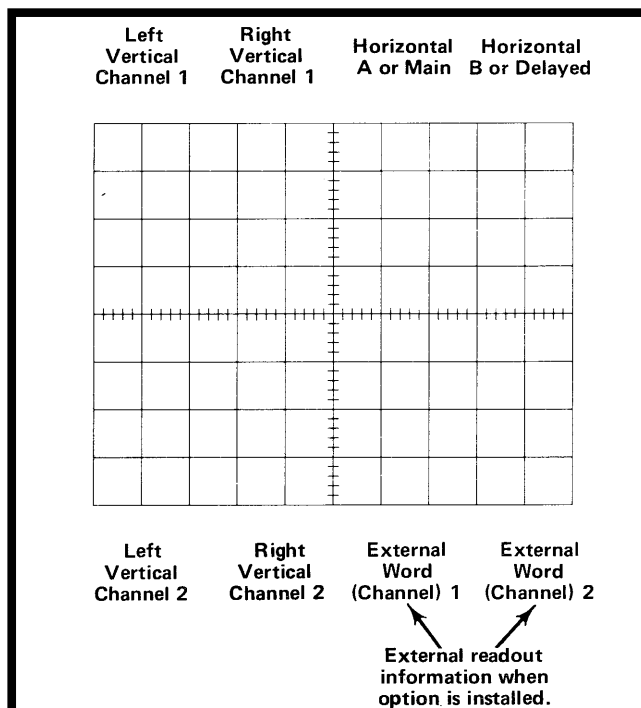 Left
Vertical
Channel 1
Right
Vertical
Channel 1
Horizontal
A or Main
Horizontal
B or Delayed
Left
Vertical
Channel 2
Right
Vertical
Channel 2
External
Word
(Channel) 1
External
Word
(Channel) 2
External readout
information when
option is installed.